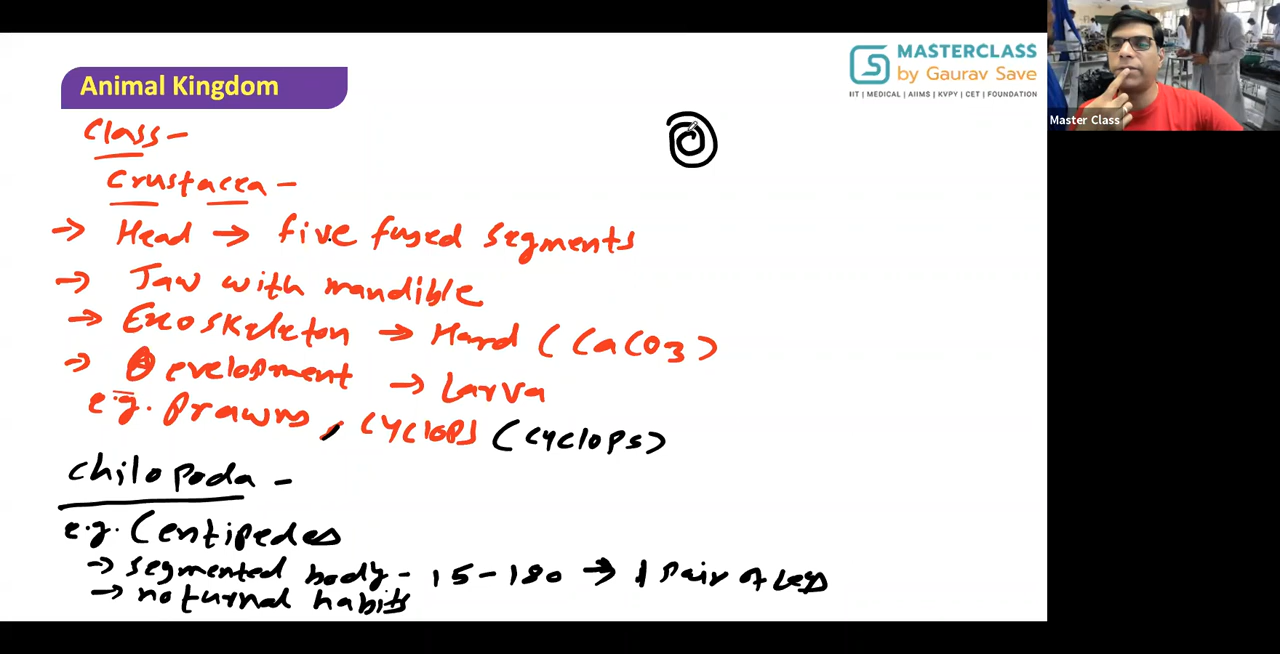 MASTERCLASS
by Gaurav Save
IIT | MEDICAL | AIIMS | KVPY | CET | FOUNDATION
Master Class
Animal Kingdom
Class -
Crustacea -
→ Head → five fused segments
→ Jaw with mandible
→ Exoskeleton → Hard (CaCO3)
→ Development → Larva
e.g. Prawns, Cyclops (Cyclops)
Chilopoda -
e.g. Centipedes
→ segmented body - 15-180 → 1 Pair of Legs
→ noturnal habits